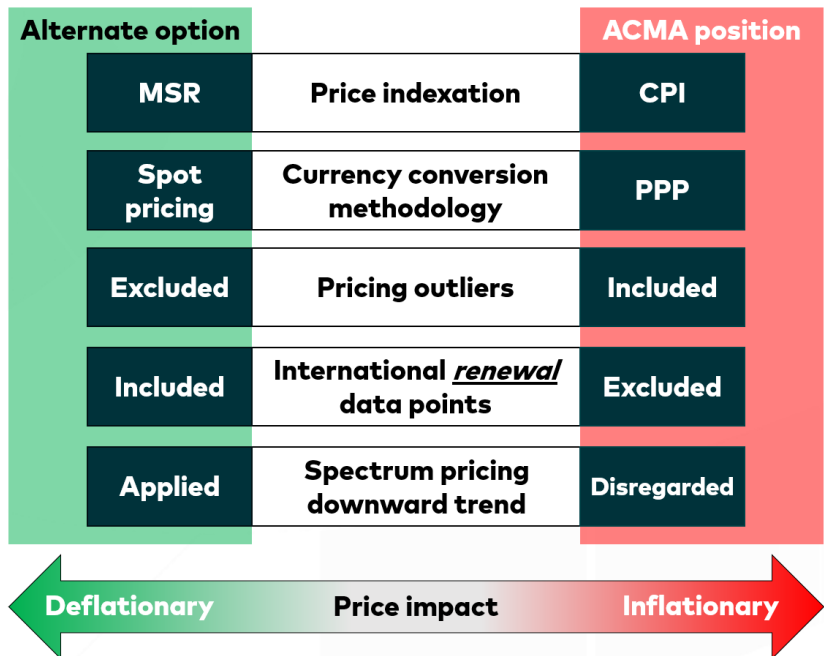 Alternate option
ACMA position
MSR
Price indexation
CPI
Spot
pricing
Currency conversion
methodology
PPP
Excluded
Pricing outliers
Included
Included
International renewal
data points
Excluded
Applied
Spectrum pricing
downward trend
Disregarded
Deflationary
Price impact
Inflationary